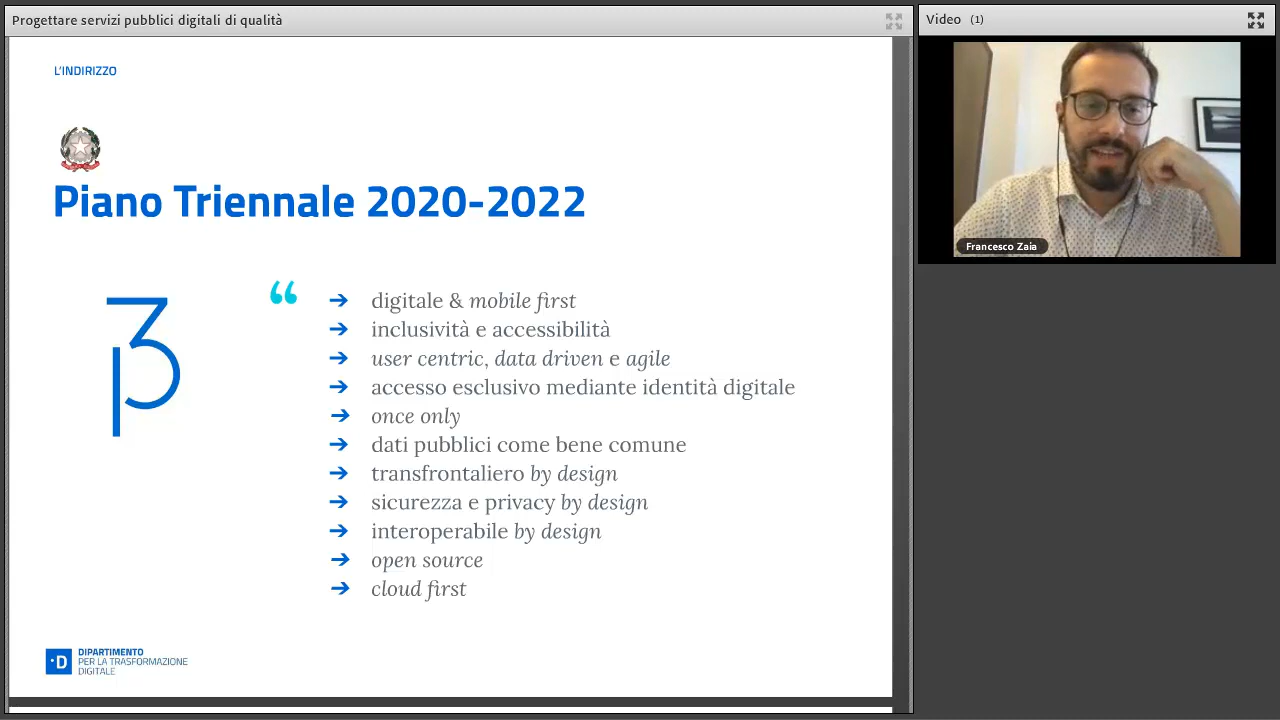 Progettare servizi pubblici digitali di qualità
Video (1)
L'INDIRIZZO
Piano Triennale 2020-2022
“
➔ digitale & mobile first
➔ inclusività e accessibilità
➔ user centric, data driven e agile
➔ accesso esclusivo mediante identità digitale
➔ once only
➔ dati pubblici come bene comune
➔ transfrontaliero by design
➔ sicurezza e privacy by design
➔ interoperabile by design
➔ open source
➔ cloud first
·D DIPARTIMENTO
PER LA TRASFORMAZIONE
DIGITALE
Francesco Zaia